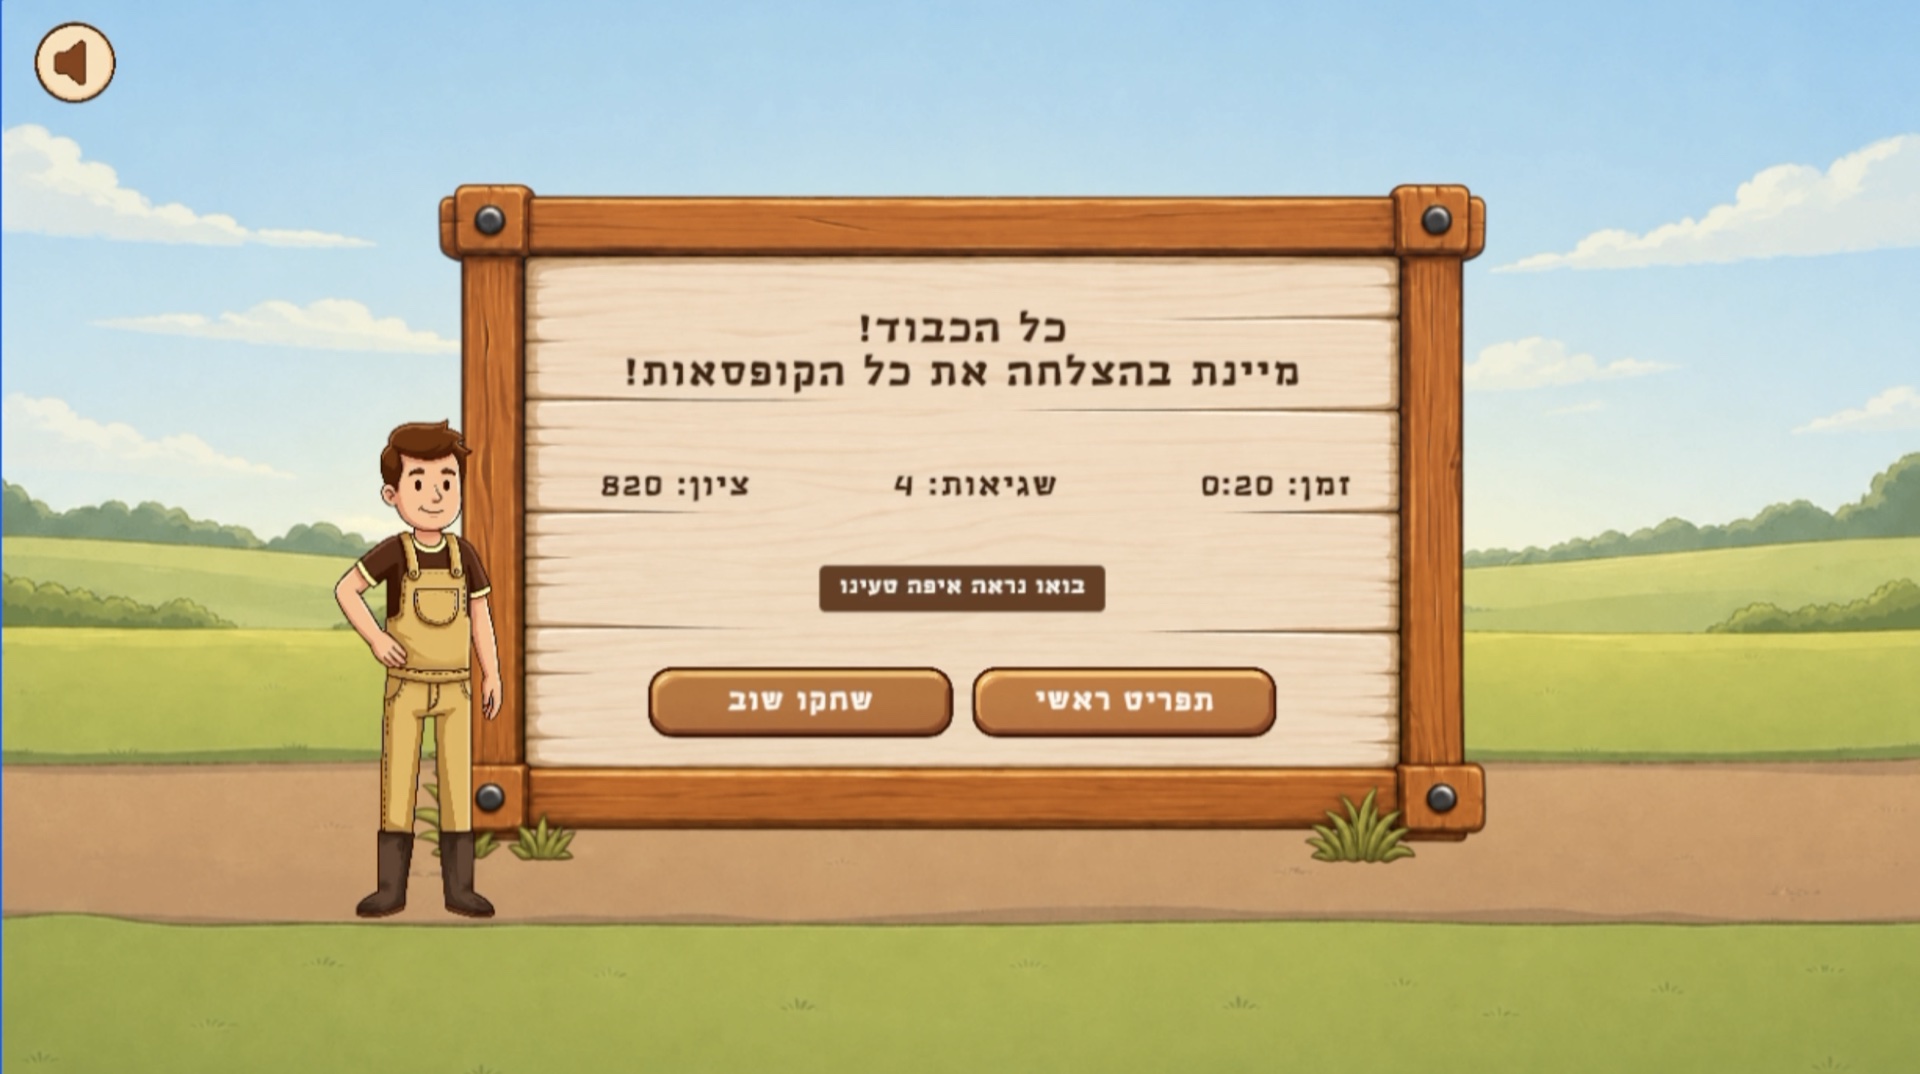 כל הכבוד!
מיינת בהצלחה את כל הקופסאות!
זמן: 0:20
שגיאות: 4
ציון: 820
בואו נראה איפה טעינו
תפריט ראשי
שחקו שוב